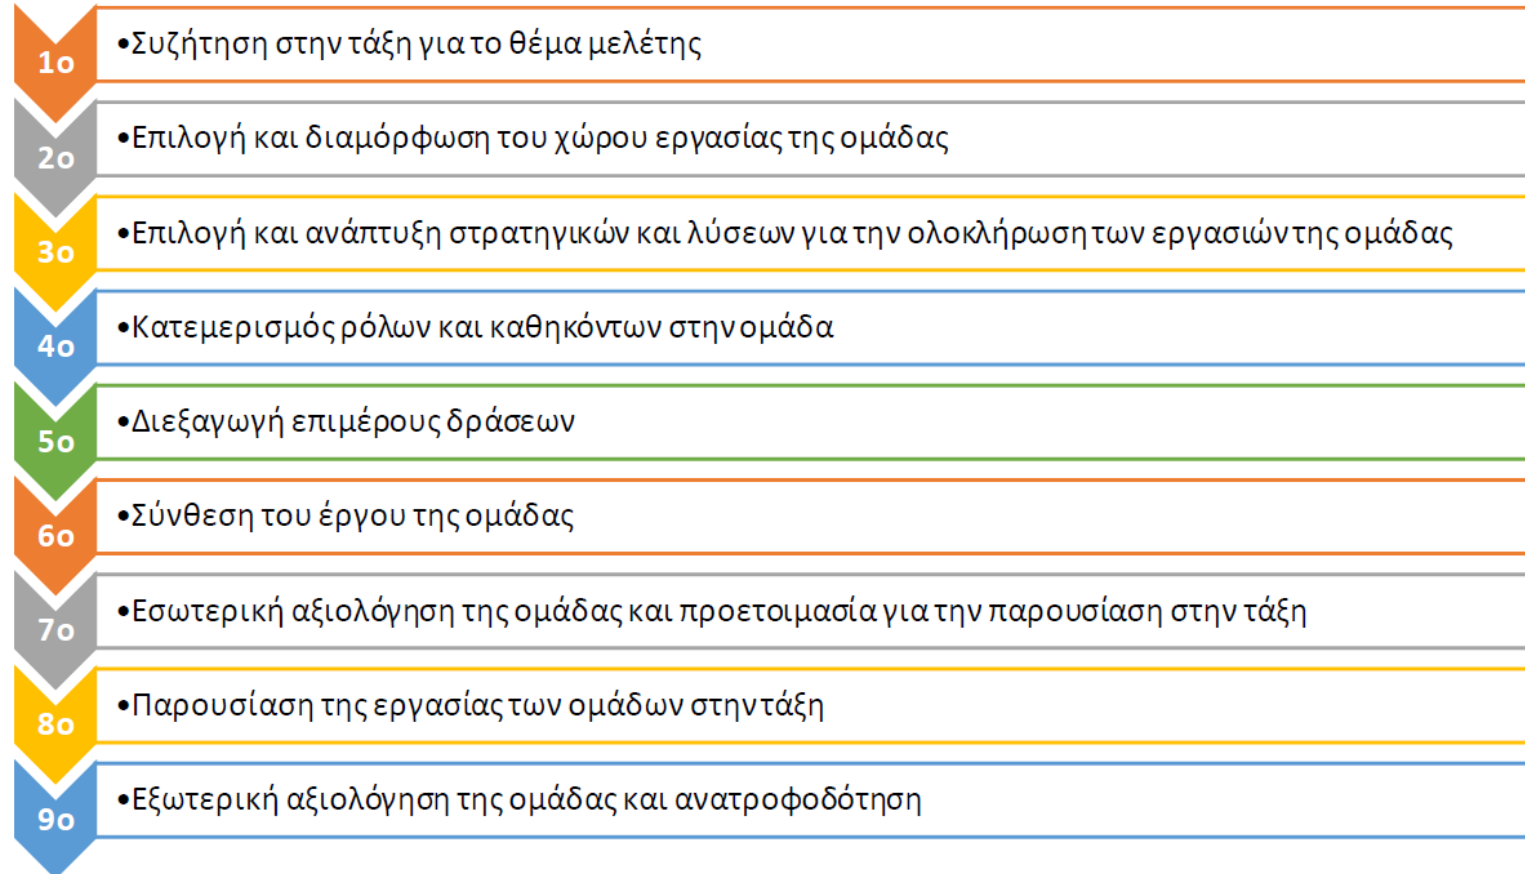 1ο •Συζήτηση στην τάξη για το θέμα μελέτης
2ο •Επιλογή και διαμόρφωση του χώρου εργασίας της ομάδας
3ο •Επιλογή και ανάπτυξη στρατηγικών και λύσεων για την ολοκλήρωση των εργασιών της ομάδας
4ο •Κατεμερισμός ρόλων και καθηκόντων στην ομάδα
5ο •Διεξαγωγή επιμέρους δράσεων
6ο •Σύνθεση του έργου της ομάδας
7ο •Εσωτερική αξιολόγηση της ομάδας και προετοιμασία για την παρουσίαση στην τάξη
8ο •Παρουσίαση της εργασίας των ομάδων στην τάξη
9ο •Εξωτερική αξιολόγηση της ομάδας και ανατροφοδότηση